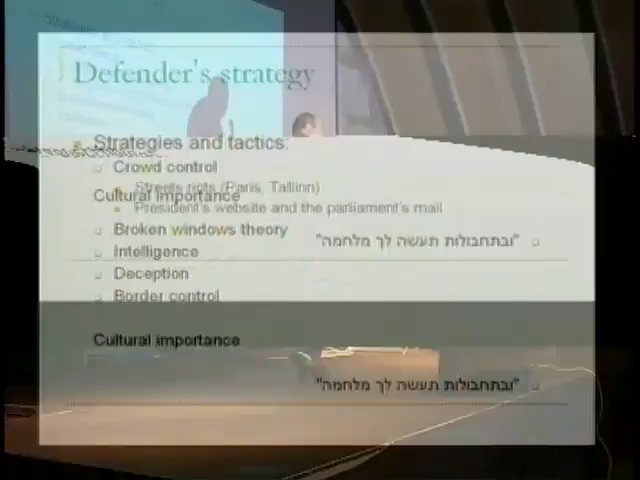 Defender's strategy
Strategies and tactics:
Crowd control
Streets riots (Paris, Tallinn)
Cultural importance
President's website and the parliament's mail
Broken windows theory
"ובתחבולות תעשה לך מלחמה"
Intelligence
Deception
Border control
Cultural importance
"ובתחבולות תעשה לך מלחמה"